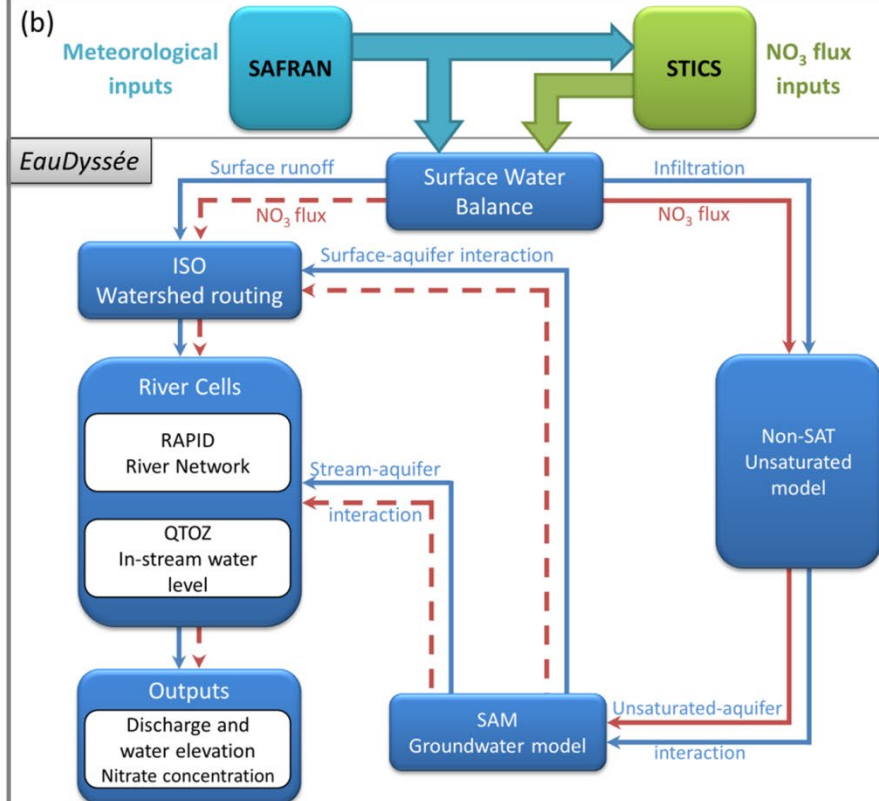 (b)
Meteorological
inputs
SAFRAN
STICS
NO₃ flux
inputs
EauDyssée
Surface runoff
NO₃ flux
Surface Water
Balance
Infiltration
NO₃ flux
ISO
Watershed routing
Surface-aquifer interaction
River Cells
RAPID
River Network
QTOZ
In-stream water
level
Stream-aquifer
interaction
Non-SAT
Unsaturated
model
Outputs
Discharge and
water elevation
Nitrate concentration
SAM
Groundwater model
Unsaturated-aquifer
interaction